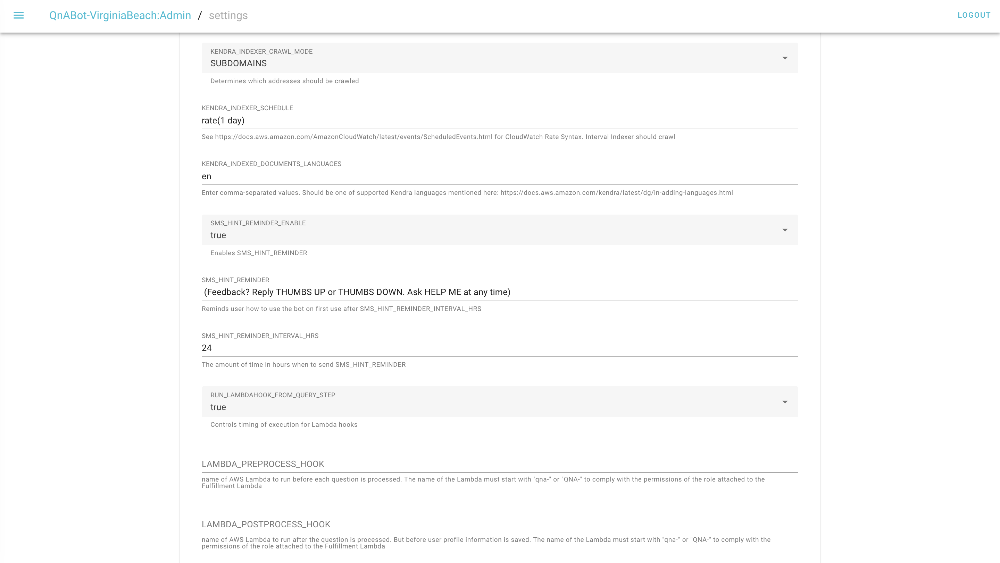 QnABot-VirginiaBeach:Admin / settings
LOGOUT
KENDRA_INDEXER_CRAWL_MODE
SUBDOMAINS
Determines which addresses should be crawled
KENDRA_INDEXER_SCHEDULE
rate(1 day)
See https://docs.aws.amazon.com/AmazonCloudWatch/latest/events/ScheduledEvents.html for CloudWatch Rate Syntax. Interval Indexer should crawl
KENDRA_INDEXED_DOCUMENTS_LANGUAGES
en
Enter comma-separated values. Should be one of supported Kendra languages mentioned here: https://docs.aws.amazon.com/kendra/latest/dg/in-adding-languages.html
SMS_HINT_REMINDER_ENABLE
true
Enables SMS_HINT_REMINDER
SMS_HINT_REMINDER
(Feedback? Reply THUMBS UP or THUMBS DOWN. Ask HELP ME at any time)
Reminds user how to use the bot on first use after SMS_HINT_REMINDER_INTERVAL_HRS
SMS_HINT_REMINDER_INTERVAL_HRS
24
The amount of time in hours when to send SMS_HINT_REMINDER
RUN_LAMBDAHOOK_FROM_QUERY_STEP
true
Controls timing of execution for Lambda hooks
LAMBDA_PREPROCESS_HOOK
name of AWS Lambda to run before each question is processed. The name of the Lambda must start with "qna-" or "QNA-" to comply with the permissions of the role attached to the
Fulfillment Lambda
LAMBDA_POSTPROCESS_HOOK
name of AWS Lambda to run after the question is processed. But before user profile information is saved. The name of the Lambda must start with "qna-" or "QNA-" to comply with the
permissions of the role attached to the Fulfillment Lambda